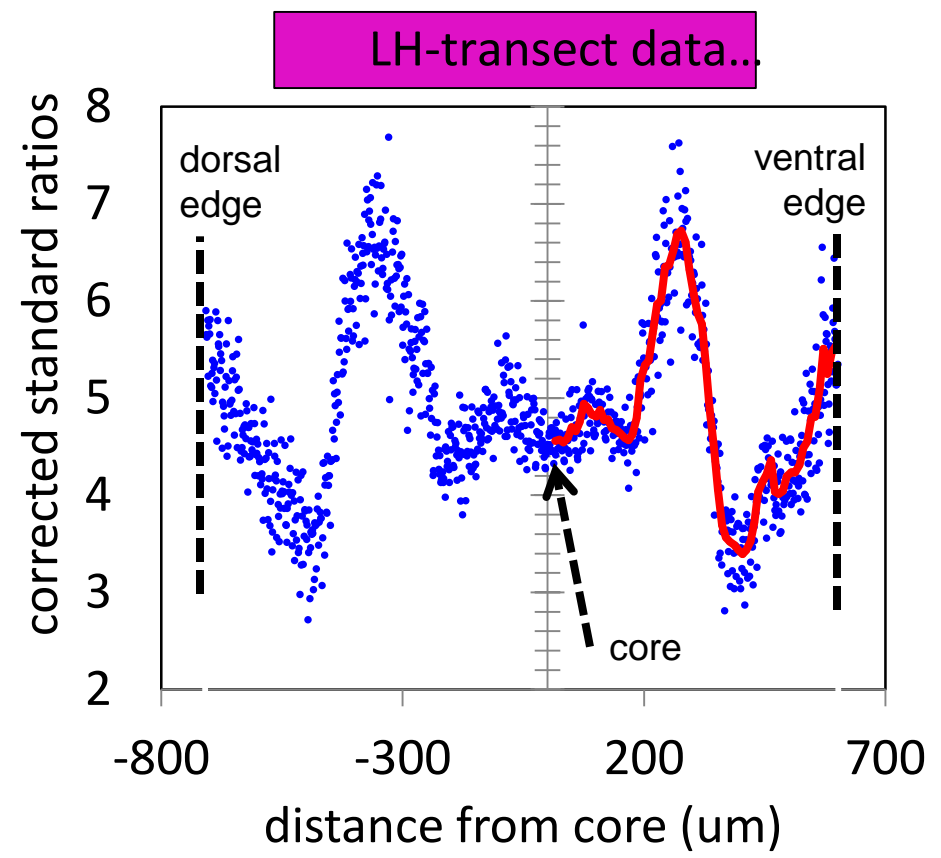 LH-transect data…
corrected standard ratios
8
7
6
5
4
3
2
dorsal
edge
ventral
edge
core
-800 -300 200 700
distance from core (um)